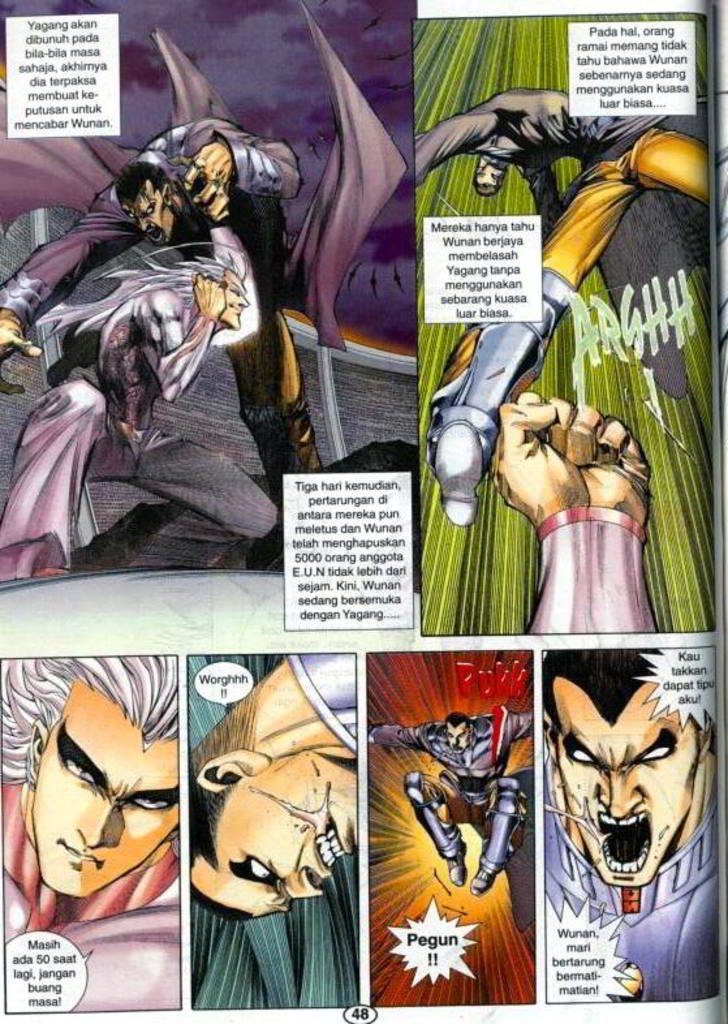 Yagang akan
dibunuh pada
bila-bila masa
sahaja, akhirnya
dia terpaksa
membuat ke-
putusan untuk
mencabar Wunan.
Tiga hari kemudian,
pertarungan di
antara mereka pun
meletus dan Wunan
telah menghapuskan
5000 orang anggota
E.U.N tidak lebih dari
sejam. Kini, Wunan
sedang bersemuka
dengan Yagang.....
Pada hal, orang
ramai memang tidak
tahu bahawa Wunan
sebenarnya sedang
menggunakan kuasa
luar biasa....
Mereka hanya tahu
Wunan berjaya
membelasah
Yagang tanpa
menggunakan
sebarang kuasa
luar biasa.
ARGHH
!
Masih
ada 50 saat
lagi, jangan
buang
masa!
Worghhh
!!
Pukk
Pegun
!!
Kau
takkan
dapat tipu
aku!
Wunan,
mari
bertarung
bermati-
matian!
48